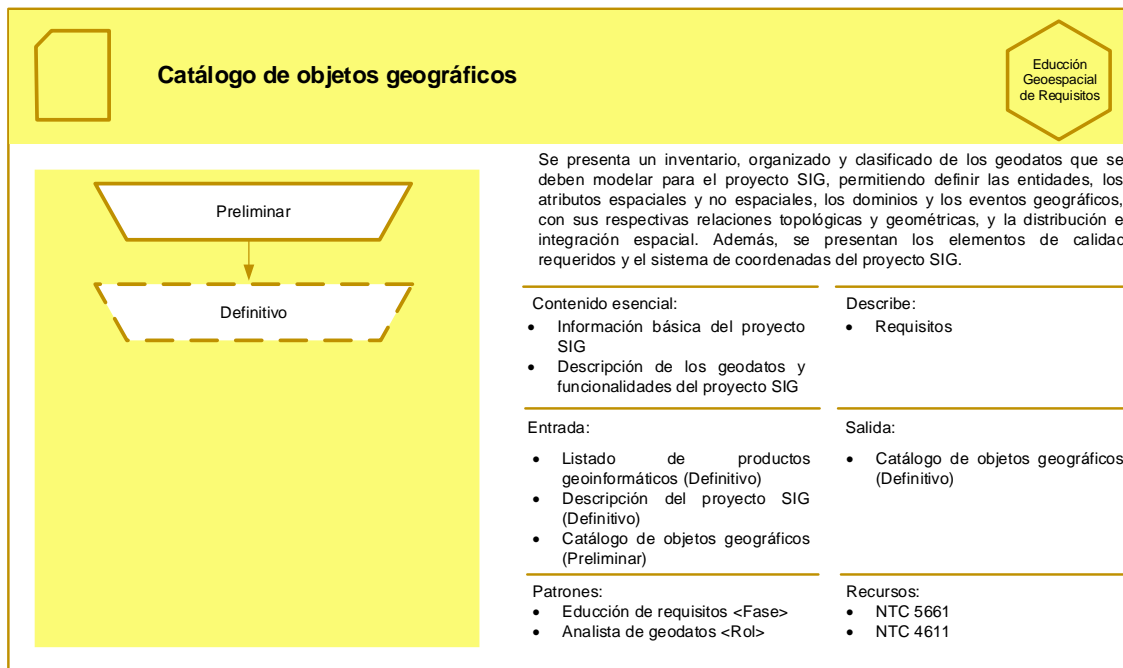 Catálogo de objetos geográficos
Educción
Geoespacial
de Requisitos
Preliminar
Definitivo
Se presenta un inventario, organizado y clasificado de los geodatos que se
deben modelar para el proyecto SIG, permitiendo definir las entidades, los
atributos espaciales y no espaciales, los dominios y los eventos geográficos,
con sus respectivas relaciones topológicas y geométricas, y la distribución e
integración espacial. Además, se presentan los elementos de calidad
requeridos y el sistema de coordenadas del proyecto SIG.
Contenido esencial:
• Información básica del proyecto
SIG
• Descripción de los geodatos y
funcionalidades del proyecto SIG
Describe:
• Requisitos
Entrada:
• Listado de productos
geoinformáticos (Definitivo)
• Descripción del proyecto SIG
(Definitivo)
• Catálogo de objetos geográficos
(Preliminar)
Salida:
• Catálogo de objetos geográficos
(Definitivo)
Patrones:
• Educción de requisitos <Fase>
• Analista de geodatos <Rol>
Recursos:
• NTC 5661
• NTC 4611